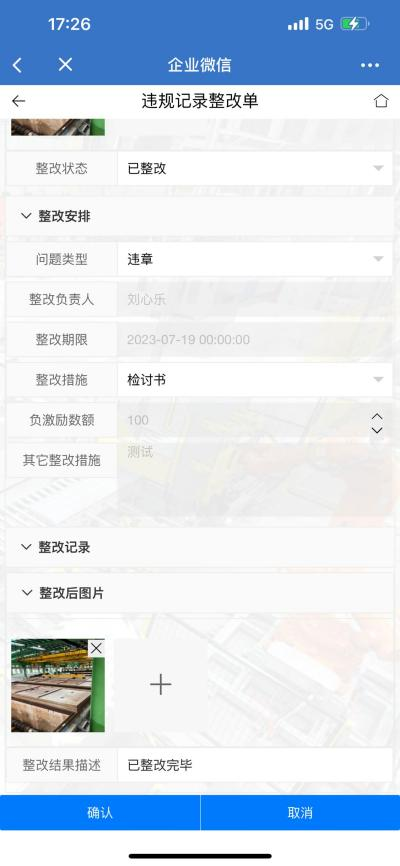 17:26
5G
企业微信
违规记录整改单
整改状态 已整改
整改安排
问题类型 违章
整改负责人 刘心乐
整改期限 2023-07-19 00:00:00
整改措施 检讨书
负激励数额 100
其它整改措施 测试
整改记录
整改后图片
整改结果描述 已整改完毕
确认 取消